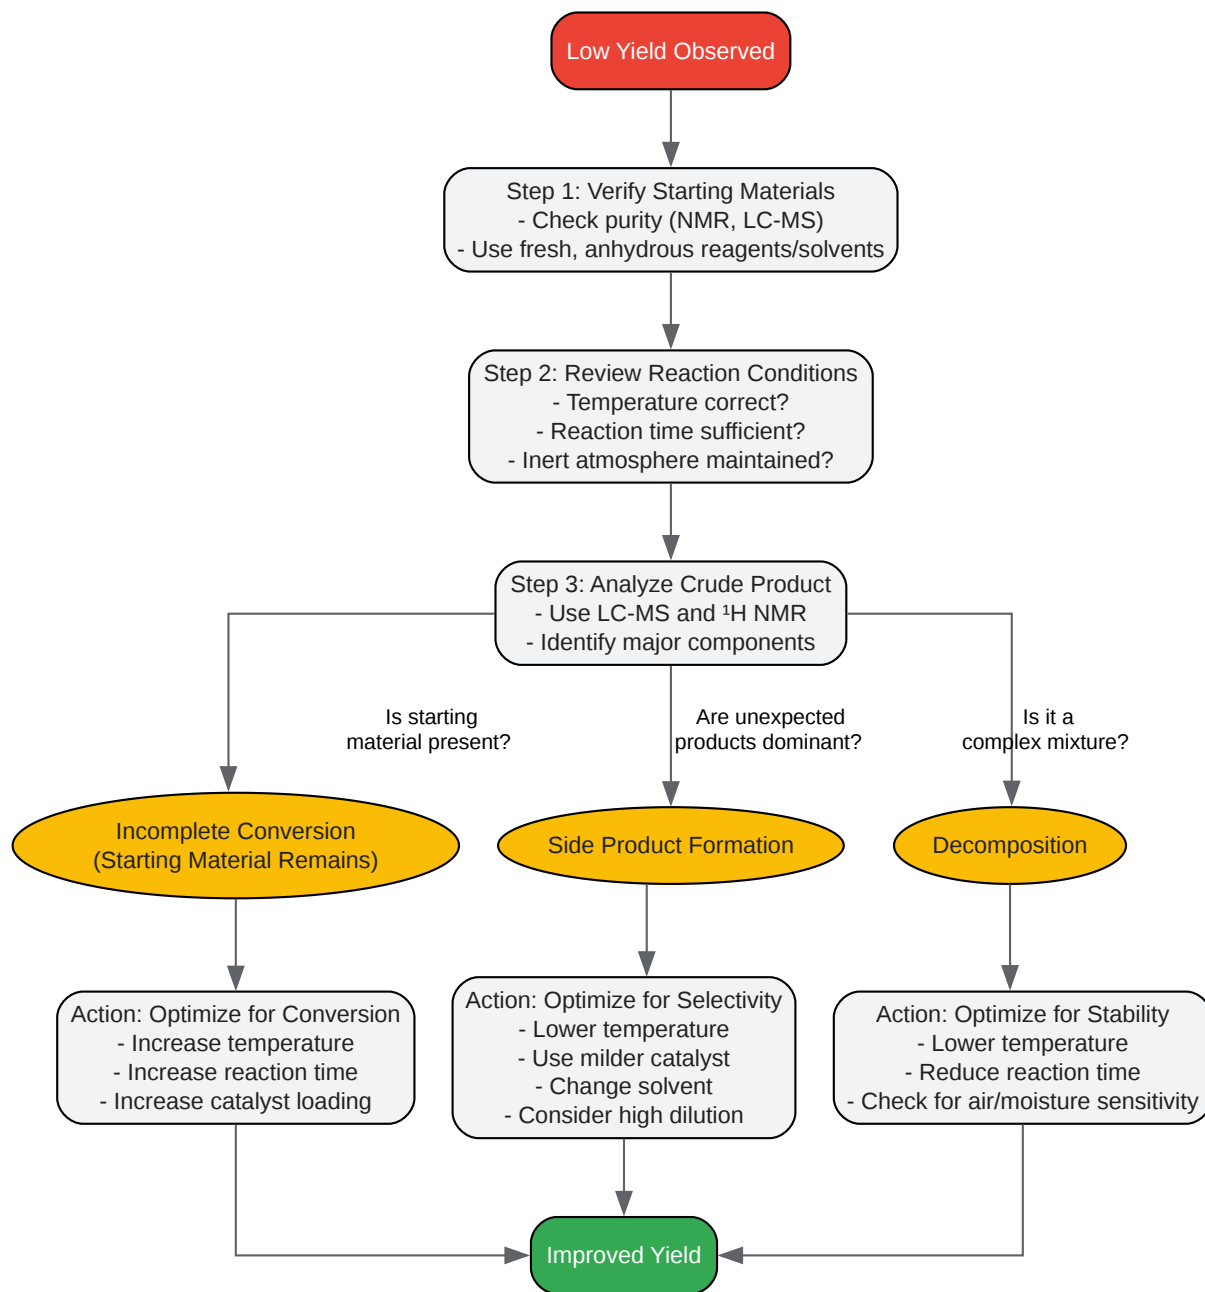 Low Yield Observed
Step 1: Verify Starting Materials
- Check purity (NMR, LC-MS)
- Use fresh, anhydrous reagents/solvents
Step 2: Review Reaction Conditions
- Temperature correct?
- Reaction time sufficient?
- Inert atmosphere maintained?
Step 3: Analyze Crude Product
- Use LC-MS and ¹H NMR
- Identify major components
Is starting
material present?
Are unexpected
products dominant?
Is it a
complex mixture?
Incomplete Conversion
(Starting Material Remains)
Side Product Formation
Decomposition
Action: Optimize for Conversion
- Increase temperature
- Increase reaction time
- Increase catalyst loading
Action: Optimize for Selectivity
- Lower temperature
- Use milder catalyst
- Change solvent
- Consider high dilution
Action: Optimize for Stability
- Lower temperature
- Reduce reaction time
- Check for air/moisture sensitivity
Improved Yield